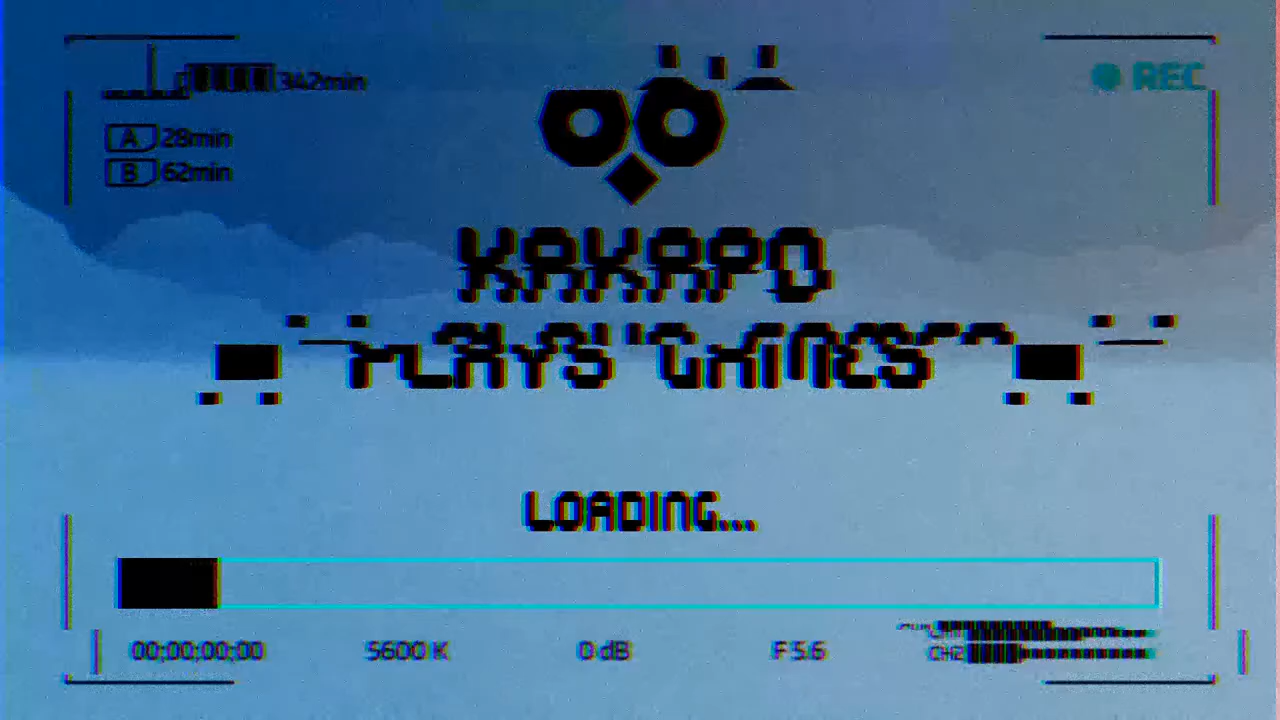 342min
REC
A 28min
B 62min
KAKAPO
PLAYS GAMES
LOADING...
00;00;00;00 5600 K 0 dB F 5.6 CH2